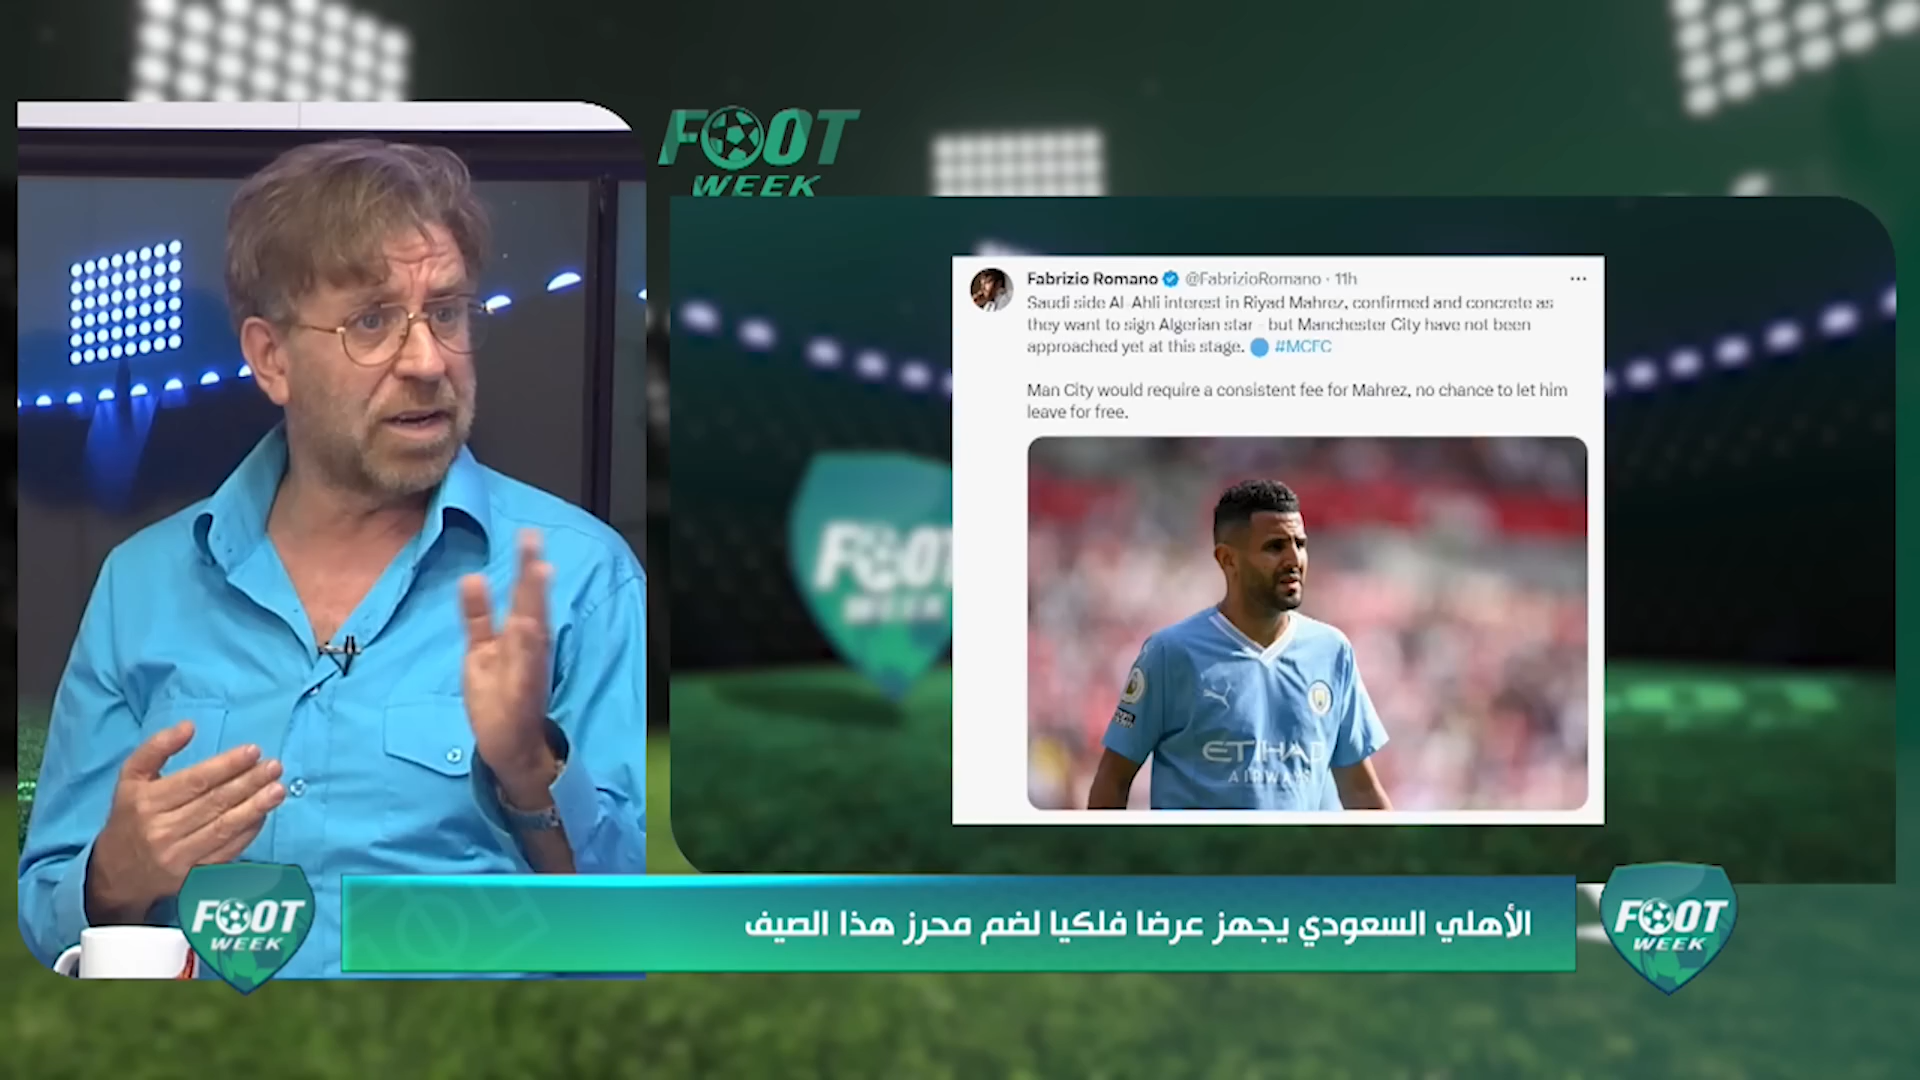 FOOT
WEEK
Fabrizio Romano @FabrizioRomano · 11h
Saudi side Al-Ahli interest in Riyad Mahrez, confirmed and concrete as
they want to sign Algerian star - but Manchester City have not been
approached yet at this stage. 🔵 #MCFC
Man City would require a consistent fee for Mahrez, no chance to let him
leave for free.
FOOT
WEEK
ETIHAD
AIRWAYS
FOOT
WEEK
الأهلي السعودي يجهز عرضا فلكيا لضم محرز هذا الصيف
FOOT
WEEK